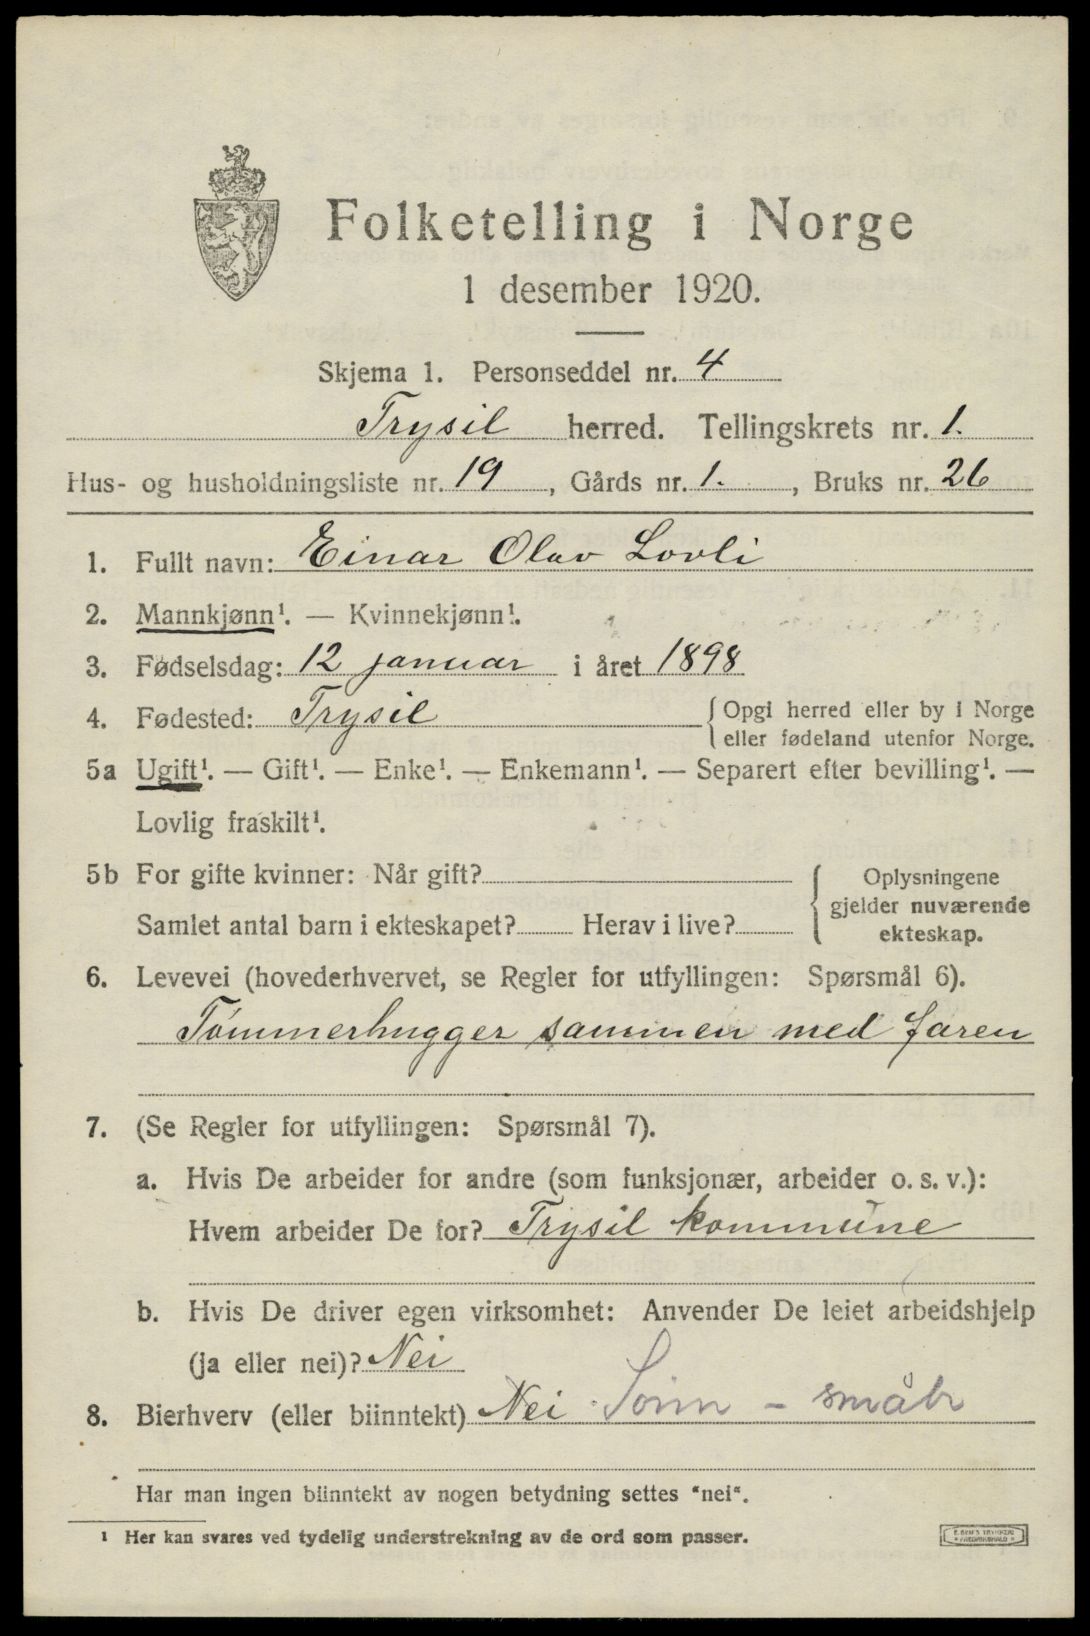 Folketelling i Norge
1 desember 1920.
Skjema 1. Personseddel nr. 4
Trysil herred. Tellingskrets nr. 1.
Hus- og husholdningsliste nr. 19, Gårds nr. 1., Bruks nr. 26
1. Fullt navn: Einar Olav Lovli
2. Mannkjønn¹. — Kvinnekjønn¹.
3. Fødselsdag: 12 januar i året 1898
4. Fødested: Trysil {Opgi herred eller by i Norge
eller fødeland utenfor Norge.
5a Ugift¹. — Gift¹. — Enke¹. — Enkemann¹. — Separert efter bevilling¹. —
Lovlig fraskilt¹.
5b For gifte kvinner: Når gift?
Samlet antal barn i ekteskapet? Herav i live?
{Oplysningene
gjelder nuværende
ekteskap.
6. Levevei (hovederhvervet, se Regler for utfyllingen: Spørsmål 6).
Tømmerhugger sammen med faren
7. (Se Regler for utfyllingen: Spørsmål 7).
a. Hvis De arbeider for andre (som funksjonær, arbeider o. s. v.):
Hvem arbeider De for? Trysil kommune
b. Hvis De driver egen virksomhet: Anvender De leiet arbeidshjelp
(ja eller nei)? Nei
8. Bierhverv (eller biinntekt) Nei Sønn - småbr
Har man ingen biinntekt av nogen betydning settes "nei".
¹ Her kan svares ved tydelig understrekning av de ord som passer.